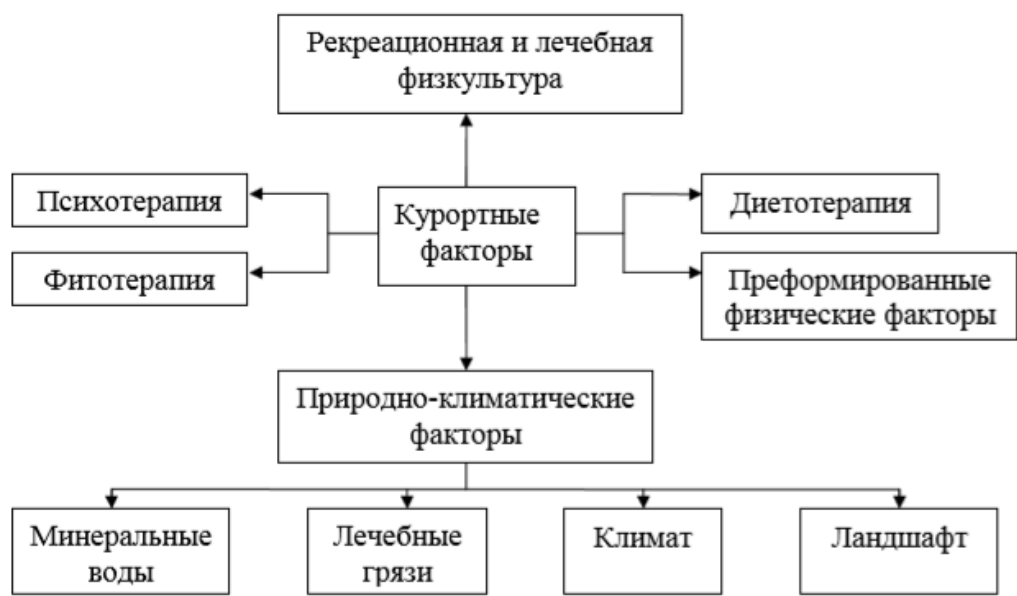 Рекреационная и лечебная
физкультура
Психотерапия
Фитотерапия
Курортные
факторы
Диетотерапия
Преформированные
физические факторы
Природно-климатические
факторы
Минеральные
воды
Лечебные
грязи
Климат
Ландшафт